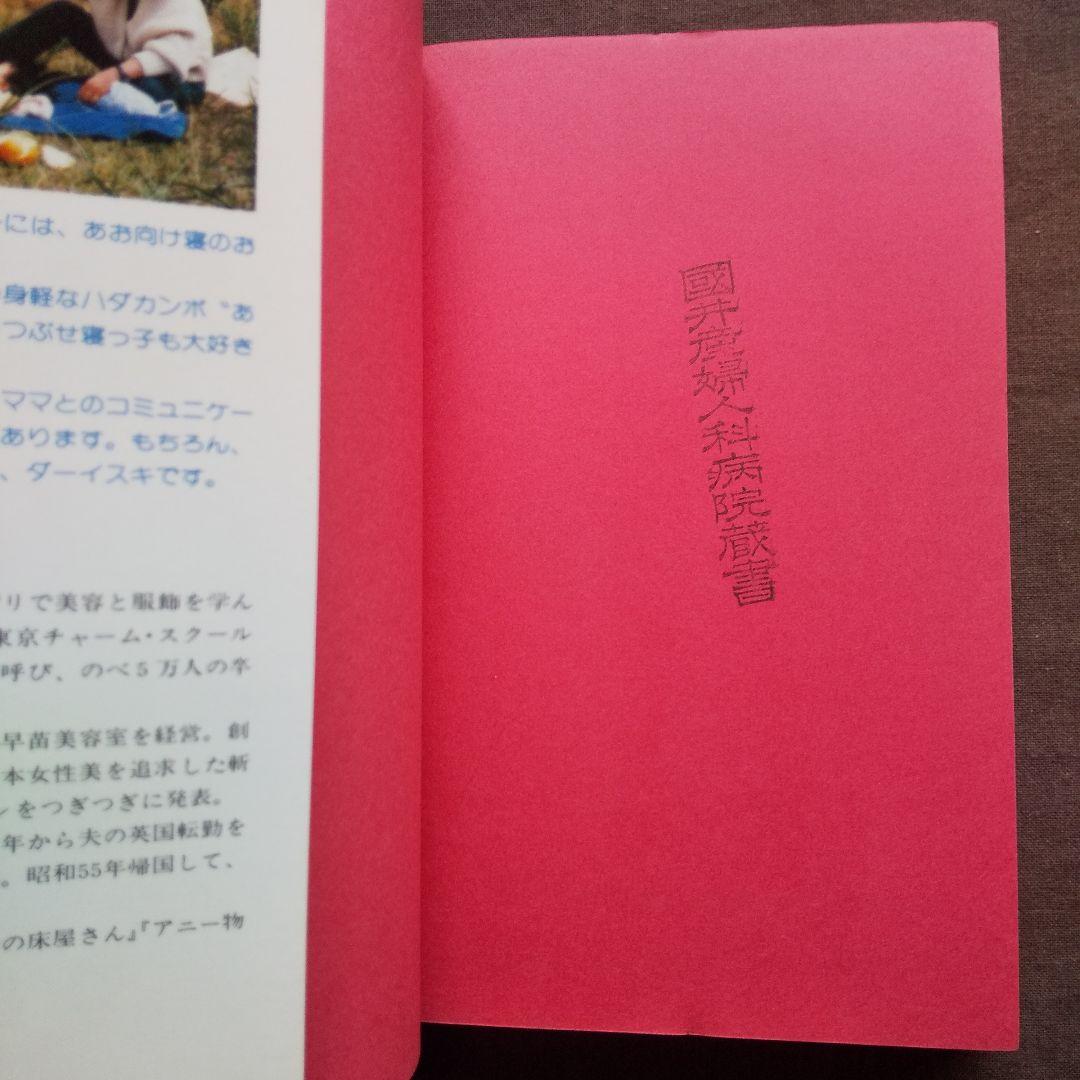 には、あお向け寝のお
身軽なハダカンボ〝あ
つぶせ寝っ子も大好き
ママとのコミュニケー
あります。もちろん、
、ダーイスキです。
リで美容と服飾を学ん
東京チャーム・スクール
呼び、のべ5万人の卒
早苗美容室を経営。創
本女性美を追求した斬
をつぎつぎに発表。
年から夫の英国転勤を
。昭和55年帰国して、
の床屋さん』『アニー物
國井産婦人科病院蔵書